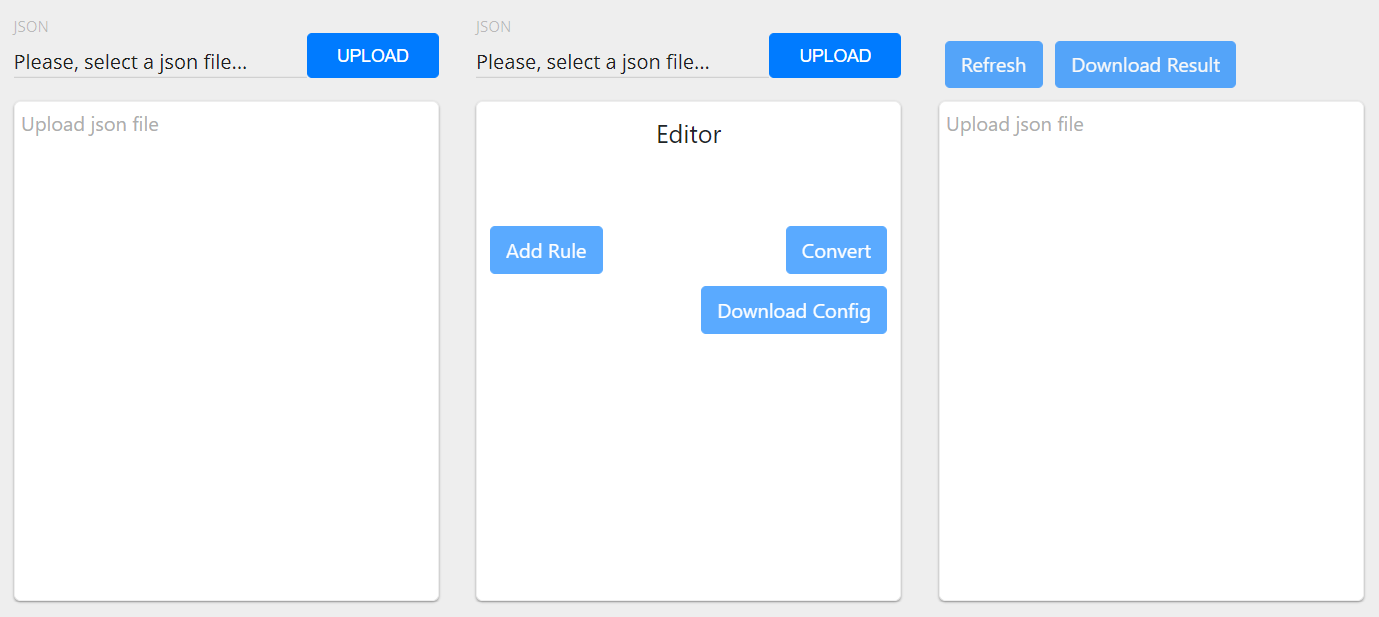 JSON
Please, select a json file...
UPLOAD
Upload json file
JSON
Please, select a json file...
UPLOAD
Editor
Add Rule
Convert
Download Config
Refresh
Download Result
Upload json file